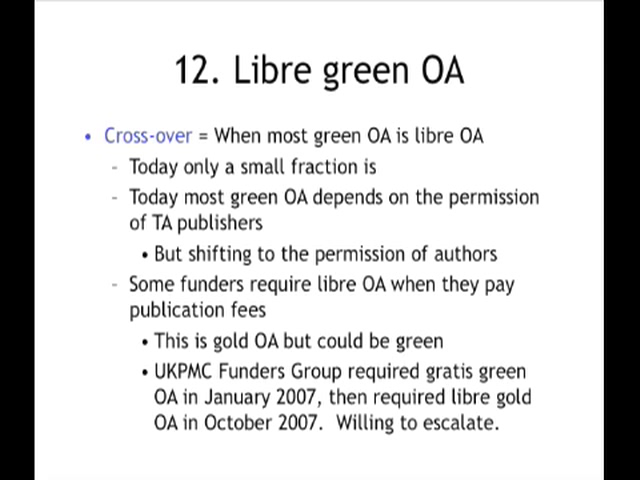 12. Libre green OA
• Cross-over = When most green OA is libre OA
- Today only a small fraction is
- Today most green OA depends on the permission
of TA publishers
• But shifting to the permission of authors
- Some funders require libre OA when they pay
publication fees
• This is gold OA but could be green
• UKPMC Funders Group required gratis green
OA in January 2007, then required libre gold
OA in October 2007.  Willing to escalate.